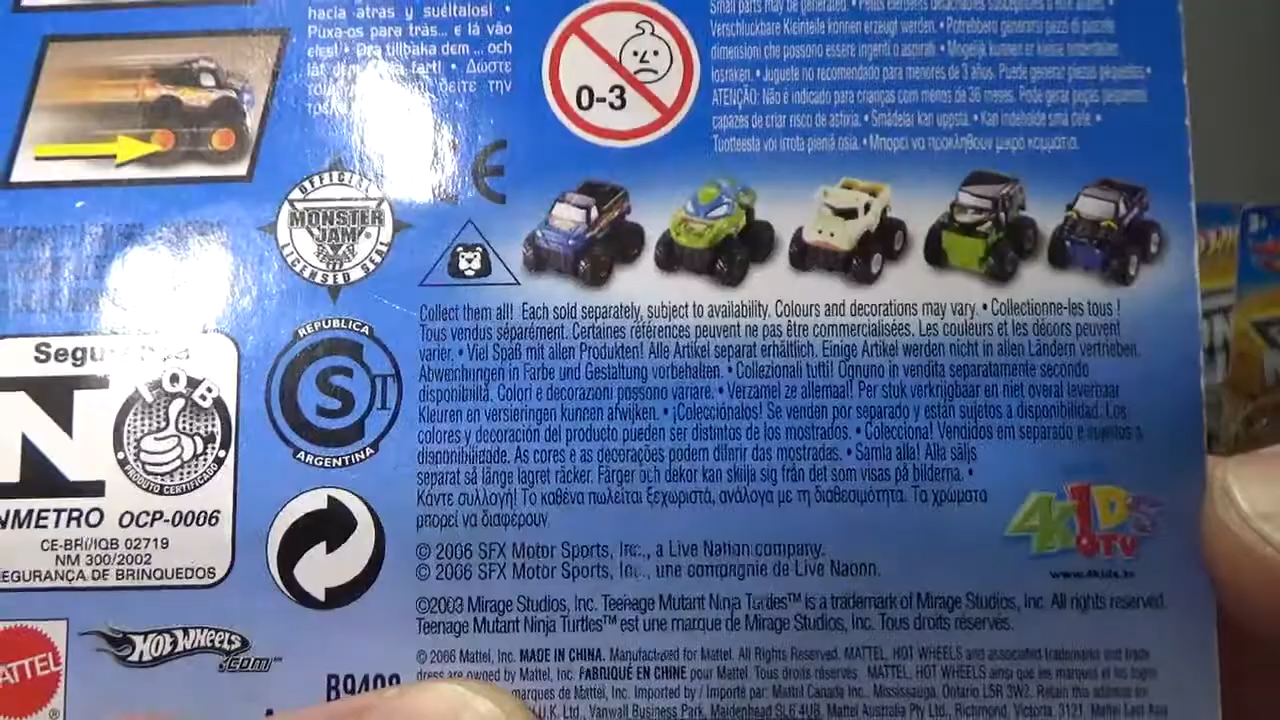 hacia atras y suéltalos! •
Puxa-os para trás... e lá vão
eles! • Dra tillbaka dem ... och
låt dem fart! • Δώστε
δείτε την
0-3
Small parts may be generated. •
Verschluckbare Kleinteile können erzeugt werden. • Potrebbero generarsi pezzi di piccole
dimensioni che possono essere ingeriti o aspirati. • Mogelijk kunnen er kleine onderdelen
losraken. • Juguete no recomendado para menores de 3 años. Puede generar piezas pequeñas. •
ATENÇÃO: Não é indicado para crianças com menos de 36 meses. Pode gerar peças pequenas
capazes de criar risco de asfixia. • Smådelar kan uppstå. • Kan indeholde små dele. •
Tuotteesta voi irrota pieniä osia. • Μπορεί να προκληθούν μικρά κομμάτια.
CE
OFFICIAL
MONSTER
JAM
LICENSED SEAL
Collect them all! Each sold separately, subject to availability. Colours and decorations may vary. • Collectionne-les tous !
Tous vendus séparément. Certaines références peuvent ne pas être commercialisées. Les couleurs et les décors peuvent
varier. • Viel Spaß mit allen Produkten! Alle Artikel separat erhältlich. Einige Artikel werden nicht in allen Ländern vertrieben.
Abweichungen in Farbe und Gestaltung vorbehalten. • Collezionali tutti! Ognuno in vendita separatamente secondo
disponibilità. Colori e decorazioni possono variare. • Verzamel ze allemaal! Per stuk verkrijgbaar en niet overal leverbaar
Kleuren en versieringen kunnen afwijken. • ¡Colecciónalos! Se venden por separado y están sujetos a disponibilidad. Los
colores y decoración del producto pueden ser distintos de los mostrados. • Colecciona! Vendidos em separado e sujeitos à
disponibilidade. As cores e as decorações podem diferir das mostradas. • Samla alla! Alla säljs
separat så länge lagret räcker. Färger och dekor kan skilja sig från det som visas på bilderna. •
Κάντε συλλογή! Το καθένα πωλείται ξεχωριστά, ανάλογα με τη διαθεσιμότητα. Τα χρώματα
μπορεί να διαφέρουν
REPUBLICA
S
CT
ARGENTINA
IQB
PRODUTO CERTIFICADO
NMETRO OCP-0006
CE-BRI/IQB 02719
NM 300/2002
EGURANÇA DE BRINQUEDOS
4KIDS
TV
www.4kids.tv
© 2006 SFX Motor Sports, Inc., a Live Nation company.
© 2006 SFX Motor Sports, Inc., une compagnie de Live Naonn.
©2003 Mirage Studios, Inc. Teenage Mutant Ninja Turtles™ is a trademark of Mirage Studios, Inc. All rights reserved.
Teenage Mutant Ninja Turtles™ est une marque de Mirage Studios, Inc. Tous droits réservés.
© 2006 Mattel, Inc. MADE IN CHINA. Manufactured for Mattel. All Rights Reserved. MATTEL, HOT WHEELS and associated trademarks and trade
dress are owned by Mattel, Inc. FABRIQUÉ EN CHINE pour Mattel. Tous droits réservés. MATTEL, HOT WHEELS ainsi que les marques et les logos
marques de Mattel, Inc. Imported by / Importé par: Mattel Canada Inc., Mississauga, Ontario L5R 3W2. Retain this address
U.K. Ltd., Vanwall Business Park, Maidenhead SL6 4UB. Mattel Australia Pty Ltd., Richmond, Victoria. 3121. Mattel East Asia
MATTEL
HOT WHEELS
.COM™